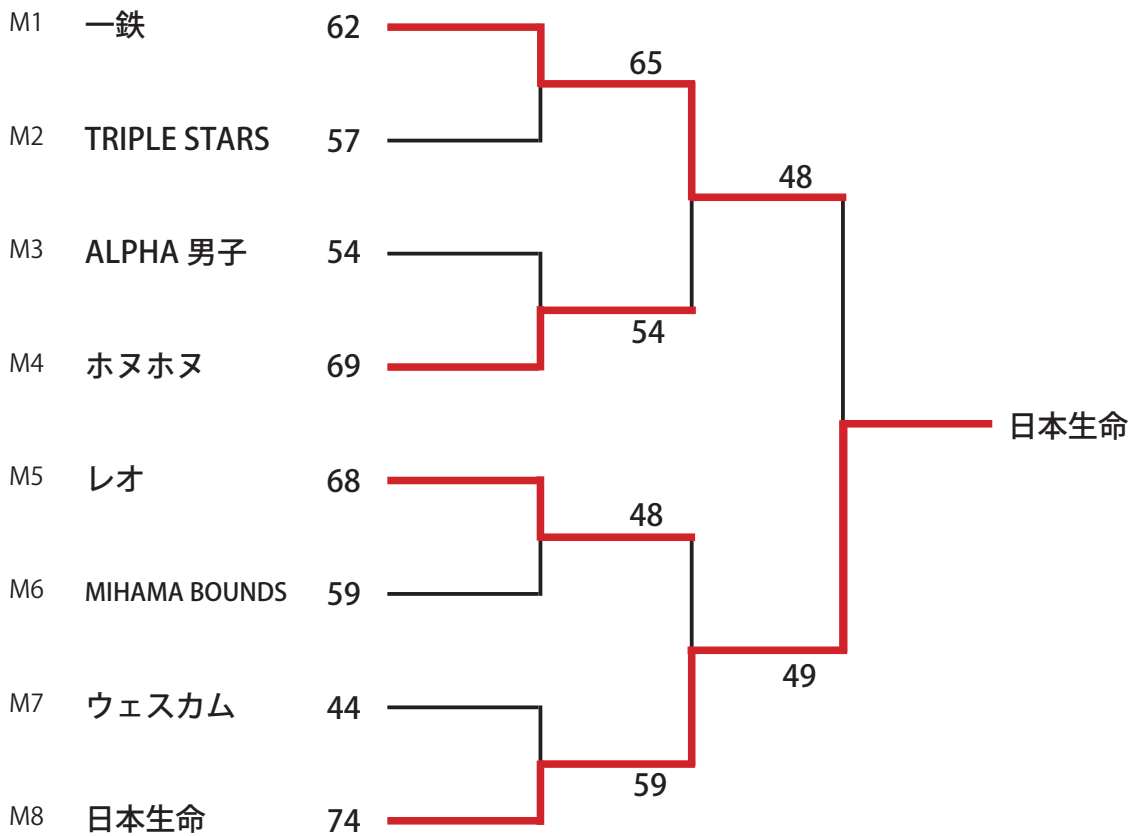 M1 一鉄 62
65
M2 TRIPLE STARS 57
48
M3 ALPHA 男子 54
54
M4 ホヌホヌ 69
日本生命
M5 レオ 68
48
M6 MIHAMA BOUNDS 59
49
M7 ウェスカム 44
59
M8 日本生命 74